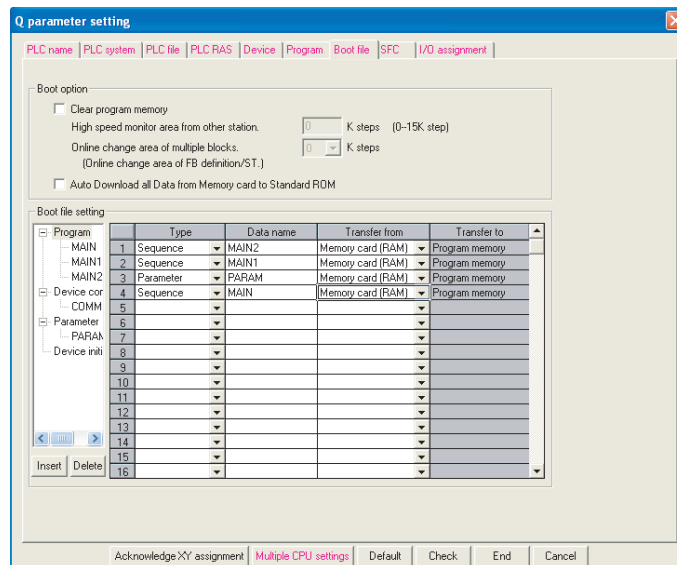 Q parameter setting
PLC name PLC system PLC file PLC RAS Device Program Boot file SFC I/O assignment
Boot option
Clear program memory
High speed monitor area from other station. 0 K steps (0--15K step)
Online change area of multiple blocks. 0 K steps
(Online change area of FB definition/ST.)
Auto Download all Data from Memory card to Standard ROM
Boot file setting
Program
MAIN
MAIN1
MAIN2
Device cor
COMM
Parameter
PARAM
Device initi
Insert Delete
Type Data name Transfer from Transfer to
1 Sequence MAIN2 Memory card (RAM) Program memory
2 Sequence MAIN1 Memory card (RAM) Program memory
3 Parameter PARAM Memory card (RAM) Program memory
4 Sequence MAIN Memory card (RAM) Program memory
5
6
7
8
9
10
11
12
13
14
15
16
Acknowledge XY assignment Multiple CPU settings Default Check End Cancel